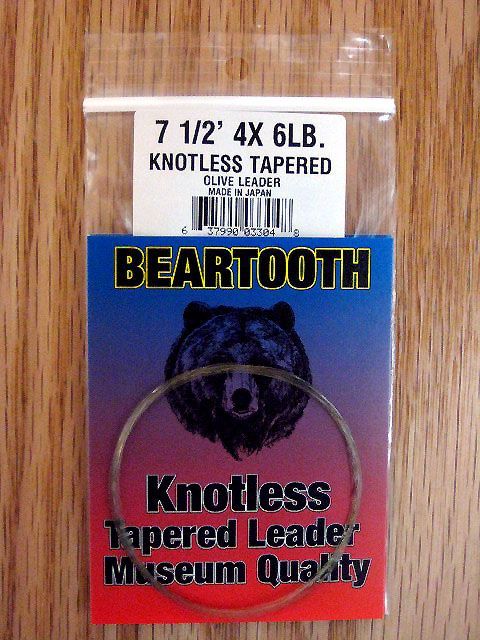 7 1/2' 4X 6LB.
KNOTLESS TAPERED
OLIVE LEADER
MADE IN JAPAN
6 37990 03304 8
BEARTOOTH
Knotless
Tapered Leader
Museum Quality